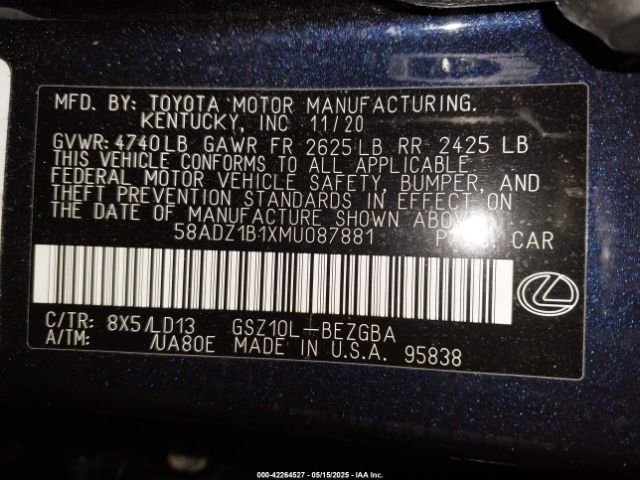 MFD. BY: TOYOTA MOTOR MANUFACTURING.
KENTUCKY, INC 11/20
GVWR: 4740LB GAWR FR 2625LB RR 2425 LB
THIS VEHICLE CONFORMS TO ALL APPLICABLE
FEDERAL MOTOR VEHICLE SAFETY, BUMPER, AND
THEFT PREVENTION STANDARDS IN EFFECT ON
THE DATE OF MANUFACTURE SHOWN ABOVE.
58ADZ1B1XMU087881 CAR
C/TR: 8X5/LD13 GSZ10L-BEZGBA
A/TM: /UA80E MADE IN U.S.A. 95838
000-42264527 - 05/15/2025 - IAA Inc.